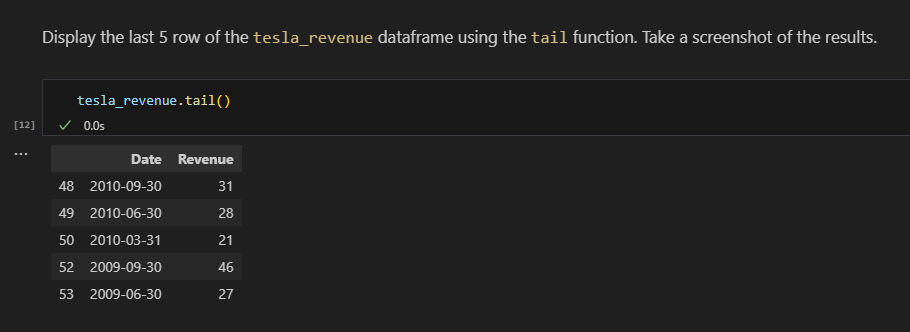 Display the last 5 row of the tesla_revenue dataframe using the tail function. Take a screenshot of the results.
tesla_revenue.tail()
[12] ✓ 0.0s
...
Date Revenue
48 2010-09-30 31
49 2010-06-30 28
50 2010-03-31 21
52 2009-09-30 46
53 2009-06-30 27